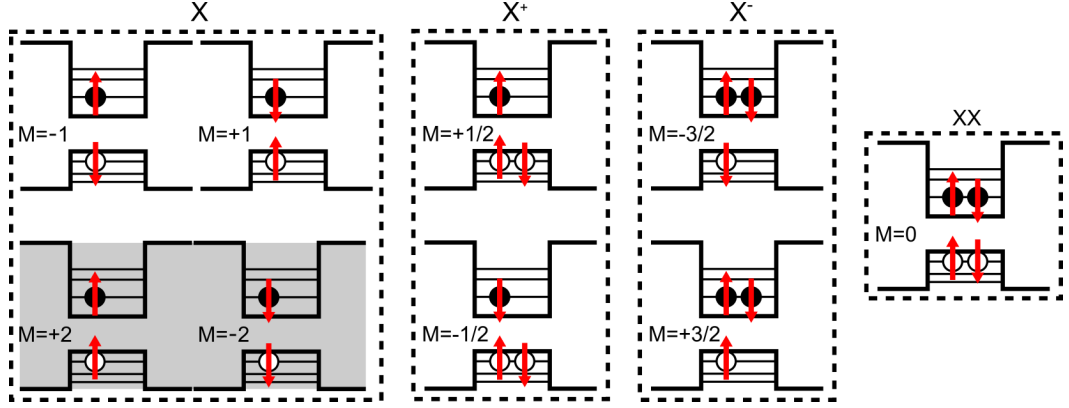 X
X⁺
X⁻
M=-1
M=+1
M=+1/2
M=-3/2
XX
M=0
M=+2
M=-2
M=-1/2
M=+3/2